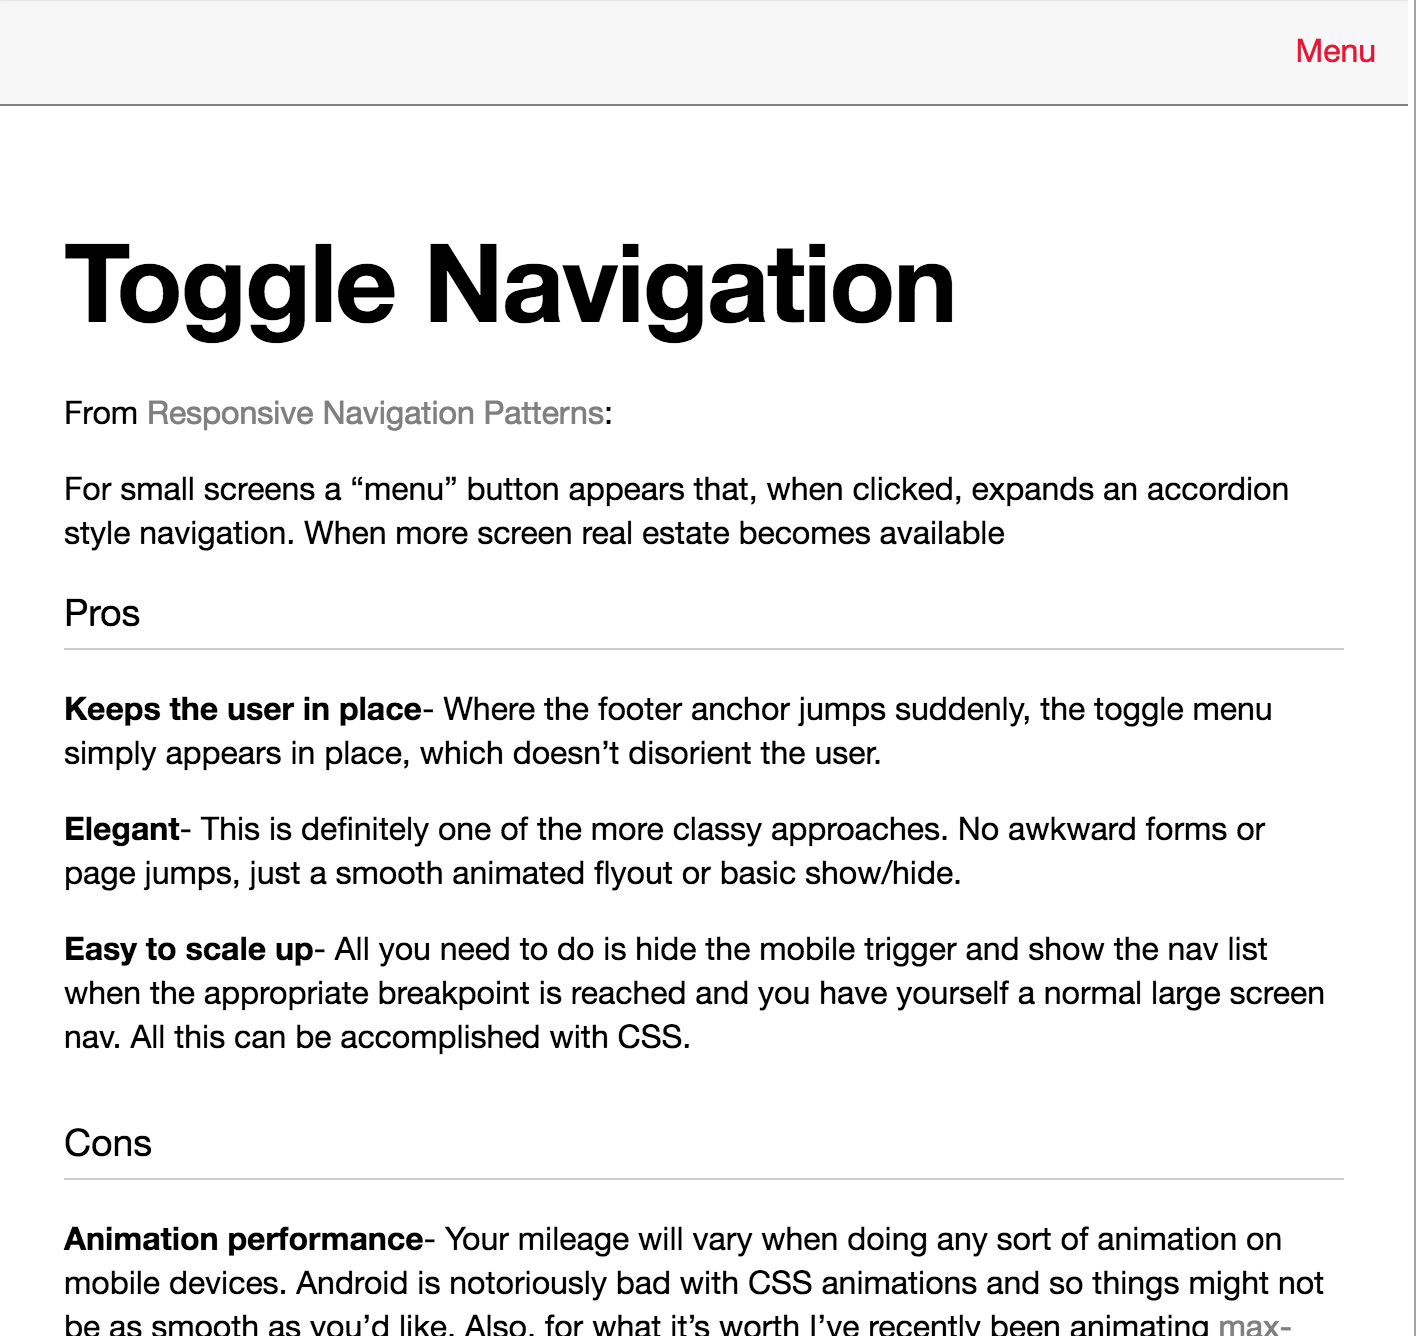 Menu
Toggle Navigation
From Responsive Navigation Patterns:
For small screens a “menu” button appears that, when clicked, expands an accordion
style navigation. When more screen real estate becomes available
Pros
Keeps the user in place- Where the footer anchor jumps suddenly, the toggle menu
simply appears in place, which doesn’t disorient the user.
Elegant- This is definitely one of the more classy approaches. No awkward forms or
page jumps, just a smooth animated flyout or basic show/hide.
Easy to scale up- All you need to do is hide the mobile trigger and show the nav list
when the appropriate breakpoint is reached and you have yourself a normal large screen
nav. All this can be accomplished with CSS.
Cons
Animation performance- Your mileage will vary when doing any sort of animation on
mobile devices. Android is notoriously bad with CSS animations and so things might not
be as smooth as you’d like. Also, for what it’s worth I’ve recently been animating max-